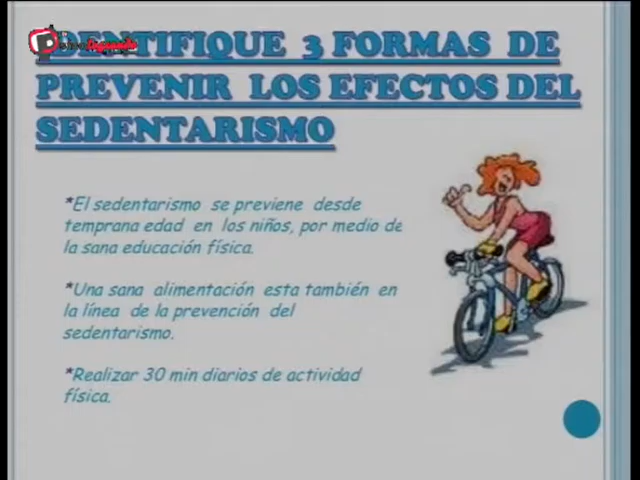 IDENTIFIQUE 3 FORMAS DE
PREVENIR LOS EFECTOS DEL
SEDENTARISMO
*El sedentarismo se previene desde
temprana edad en los niños, por medio de
la sana educación física.
*Una sana alimentación esta también en
la línea de la prevención del
sedentarismo.
*Realizar 30 min diarios de actividad
física.